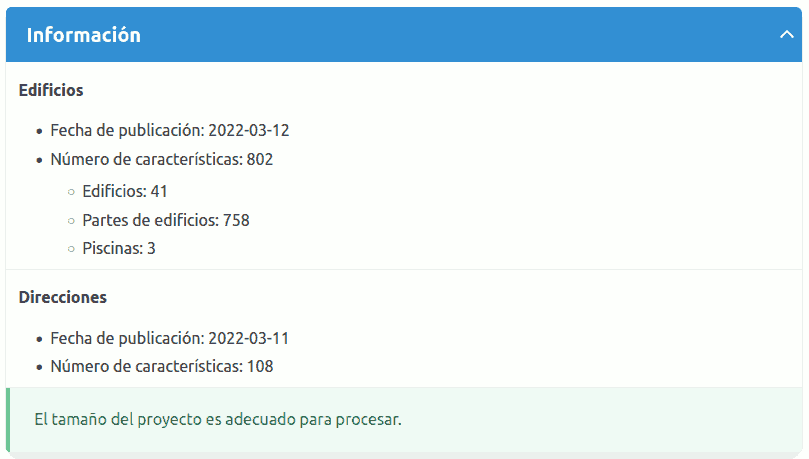 Información
Edificios
Fecha de publicación: 2022-03-12
Número de características: 802
Edificios: 41
Partes de edificios: 758
Piscinas: 3
Direcciones
Fecha de publicación: 2022-03-11
Número de características: 108
El tamaño del proyecto es adecuado para procesar.